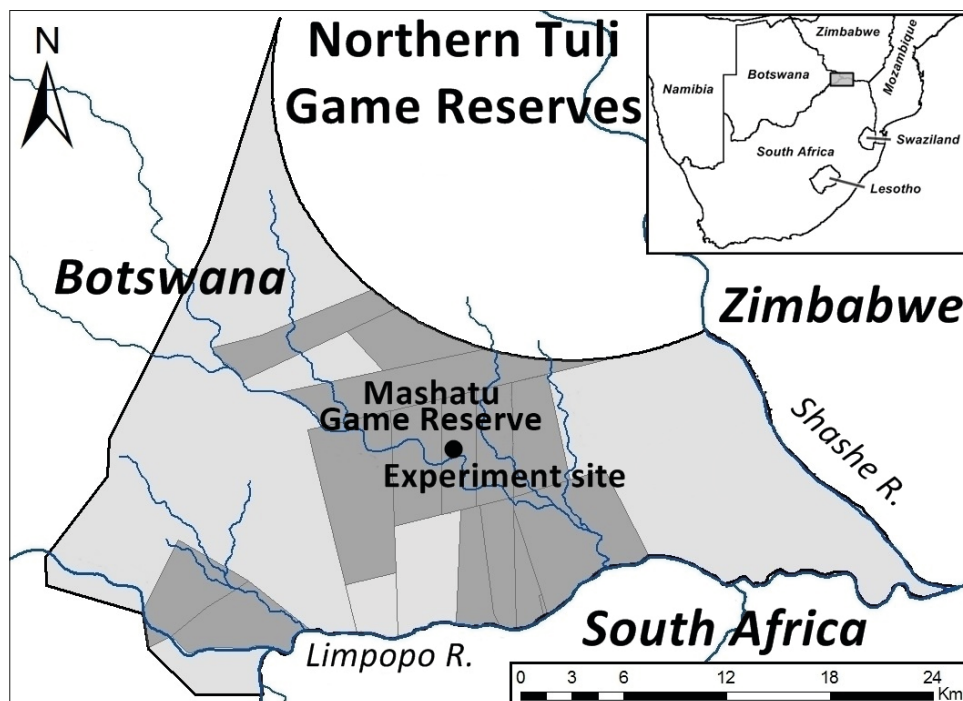 N
Northern Tuli
Game Reserves
Zimbabwe
Mozambique
Botswana
Namibia
Swaziland
South Africa
Lesotho
Botswana
Zimbabwe
Mashatu
Game Reserve
Experiment site
Shashe R.
South Africa
Limpopo R.
0 3 6 12 18 24
Km